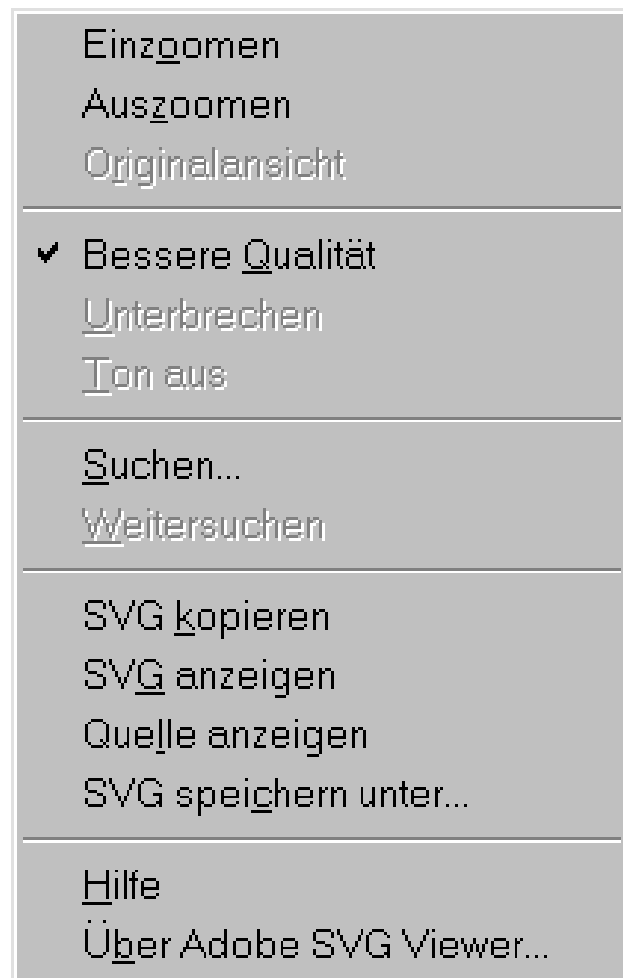 Einzoomen
Auszoomen
Originalansicht
Bessere Qualität
Unterbrechen
Ton aus
Suchen...
Weitersuchen
SVG kopieren
SVG anzeigen
Quelle anzeigen
SVG speichern unter...
Hilfe
Über Adobe SVG Viewer...